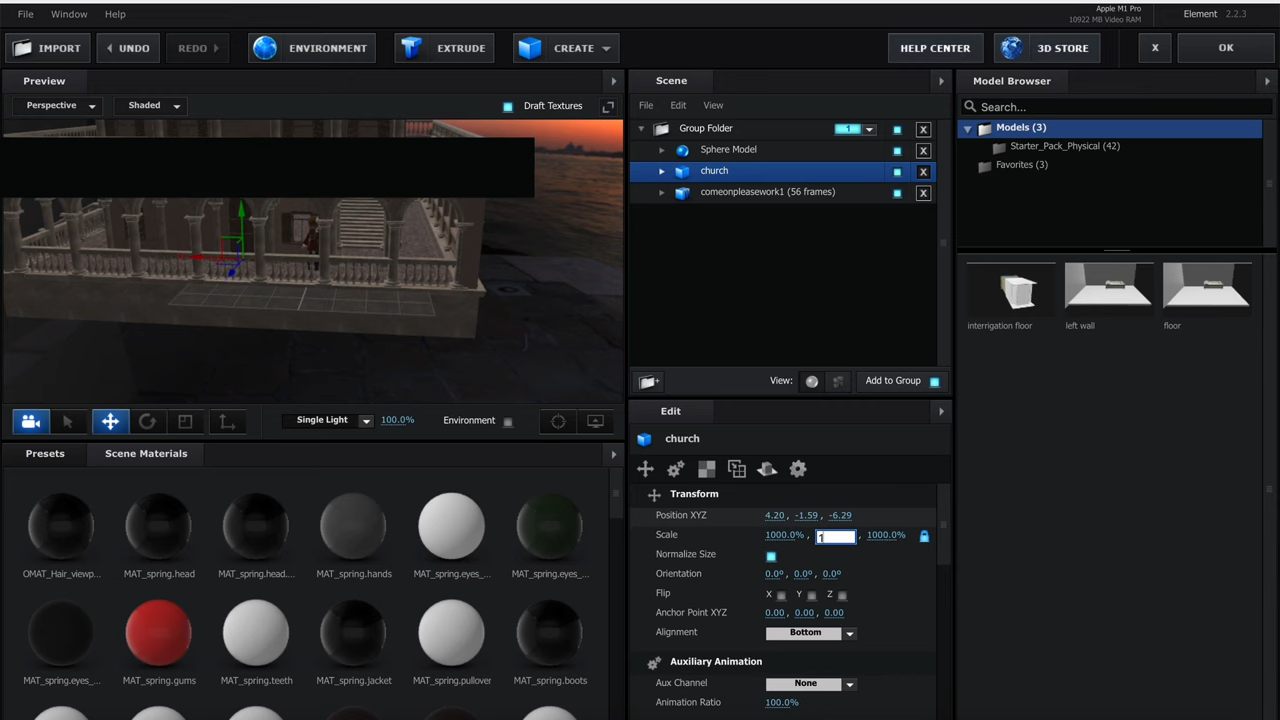 File Window Help
Apple M1 Pro
10922 MB Video RAM
Element 2.2.3
IMPORT UNDO REDO ENVIRONMENT EXTRUDE CREATE HELP CENTER 3D STORE X OK
Preview
Perspective Shaded Draft Textures
Single Light 100.0% Environment
Presets Scene Materials
OMAT_Hair_viewp... MAT_spring.head MAT_spring.head.... MAT_spring.hands MAT_spring.eyes_... MAT_spring.eyes_...
MAT_spring.eyes_... MAT_spring.gums MAT_spring.teeth MAT_spring.jacket MAT_spring.pullover MAT_spring.boots
Scene
File Edit View
Group Folder 1 X
Sphere Model X
church X
comeonpleasework1 (56 frames) X
View: Add to Group
Edit
church
Transform
Position XYZ 4.20, -1.59, -6.29
Scale 1000.0%, 1, 1000.0%
Normalize Size
Orientation 0.0°, 0.0°, 0.0°
Flip X Y Z
Anchor Point XYZ 0.00, 0.00, 0.00
Alignment Bottom
Auxiliary Animation
Aux Channel None
Animation Ratio 100.0%
Model Browser
Search...
Models (3)
Starter_Pack_Physical (42)
Favorites (3)
interrigation floor left wall floor